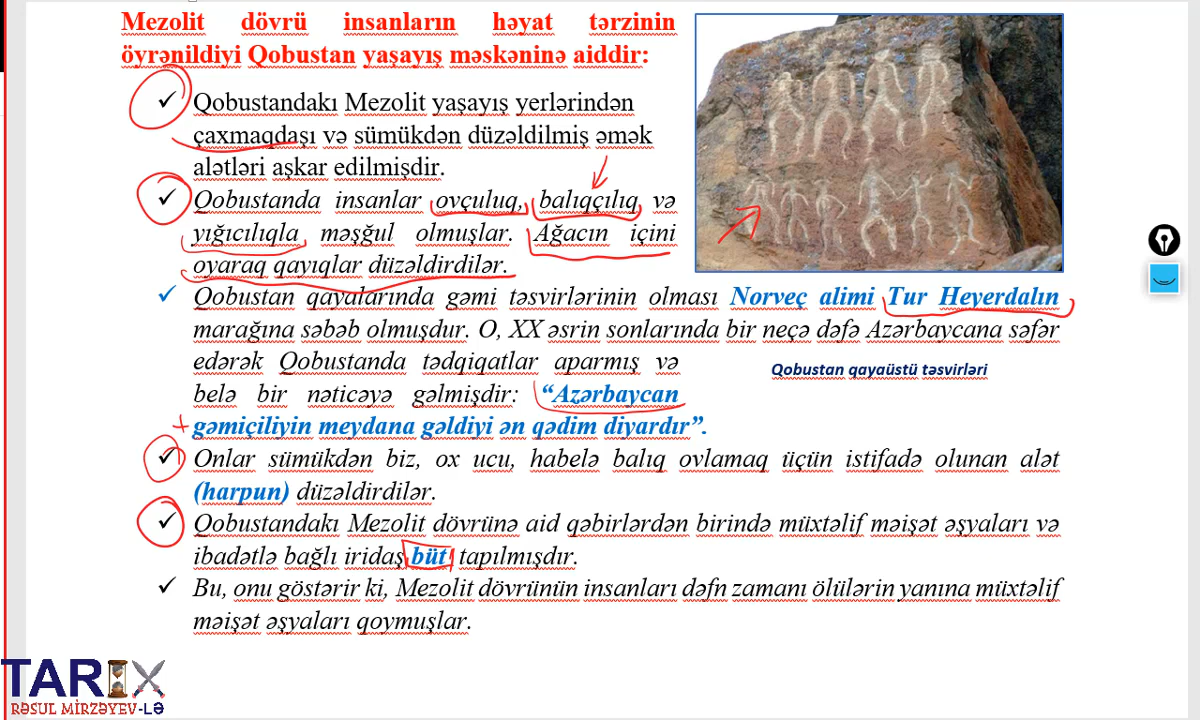 Mezolit dövrü insanların həyat tərzinin
öyrənildiyi Qobustan yaşayış məskəninə aiddir:
✓ Qobustandakı Mezolit yaşayış yerlərindən
çaxmaqdaşı və sümükdən düzəldilmiş əmək
alətləri aşkar edilmişdir.
✓ Qobustanda insanlar ovçuluq, balıqçılıq və
yığıcılıqla məşğul olmuşlar. Ağacın içini
oyaraq qayıqlar düzəldirdilər.
✓ Qobustan qayalarında gəmi təsvirlərinin olması Norveç alimi Tur Heyerdalın
marağına səbəb olmuşdur. O, XX əsrin sonlarında bir neçə dəfə Azərbaycana səfər
edərək Qobustanda tədqiqatlar aparmış və
belə bir nəticəyə gəlmişdir: “Azərbaycan
gəmiçiliyin meydana gəldiyi ən qədim diyardır”.
Qobustan qayaüstü təsvirləri
✓ Onlar sümükdən biz, ox ucu, habelə balıq ovlamaq üçün istifadə olunan alət
(harpun) düzəldirdilər.
✓ Qobustandakı Mezolit dövrünə aid qəbirlərdən birində müxtəlif məişət əşyaları və
ibadətlə bağlı iridaş büt tapılmışdır.
✓ Bu, onu göstərir ki, Mezolit dövrünün insanları dəfn zamanı ölülərin yanına müxtəlif
məişət əşyaları qoymuşlar.
TARIX
RƏSUL MİRZƏYEV-LƏ